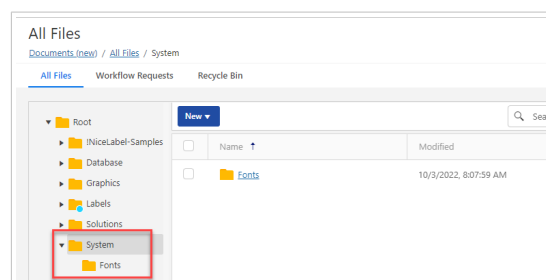 All Files
Documents (new) / All Files / System
All Files Workflow Requests Recycle Bin
Root
!NiceLabel-Samples
Database
Graphics
Labels
Solutions
System
Fonts
New
Sea
Name Modified
Fonts 10/3/2022, 8:07:59 AM